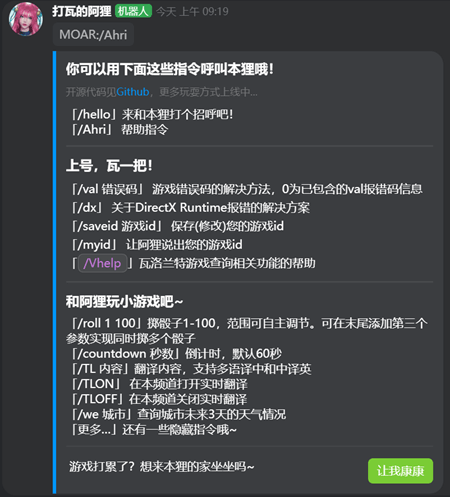 打瓦的阿狸 机器人 今天 上午 09:19
MOAR:/Ahri
你可以用下面这些指令呼叫本狸哦！
开源代码见Github，更多玩耍方式上线中...
「/hello」来和本狸打个招呼吧！
「/Ahri」 帮助指令
上号，瓦一把！
「/val 错误码」 游戏错误码的解决方法，0为已包含的val报错码信息
「/dx」 关于DirectX Runtime报错的解决方案
「/saveid 游戏id」 保存(修改)您的游戏id
「/myid」 让阿狸说出您的游戏id
「/Vhelp」瓦洛兰特游戏查询相关功能的帮助
和阿狸玩小游戏吧~
「/roll 1 100」掷骰子1-100，范围可自主调节。可在末尾添加第三个
参数实现同时掷多个骰子
「/countdown 秒数」倒计时，默认60秒
「/TL 内容」翻译内容，支持多语译中和中译英
「/TLON」 在本频道打开实时翻译
「/TLOFF」在本频道关闭实时翻译
「/we 城市」查询城市未来3天的天气情况
「更多...」还有一些隐藏指令哦~
游戏打累了？想来本狸的家坐坐吗~
让我康康